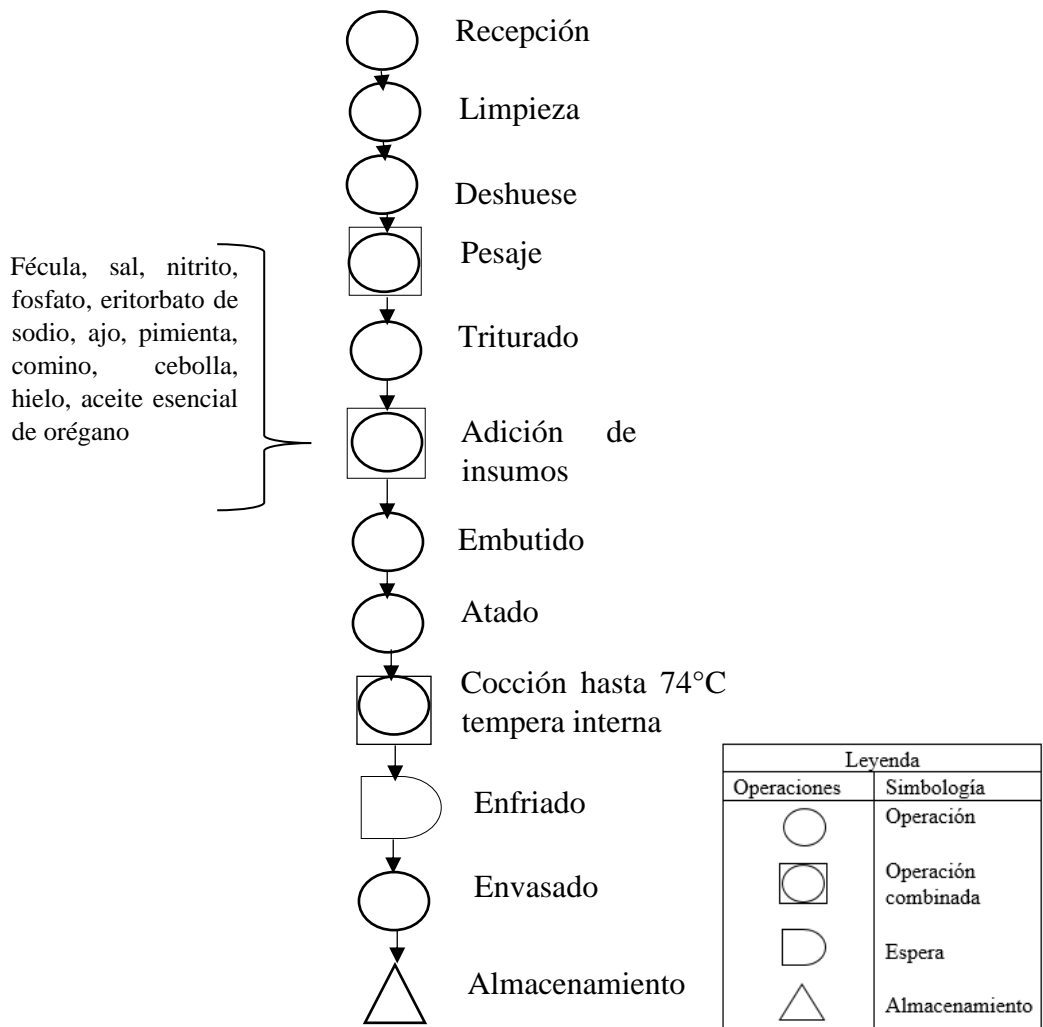 Recepción
Limpieza
Deshuese
Pesaje
Fécula, sal, nitrito,
fosfato, eritorbato de
sodio, ajo, pimienta,
comino, cebolla,
hielo, aceite esencial
de orégano
Triturado
Adición de
insumos
Embutido
Atado
Cocción hasta 74°C
tempera interna
Enfriado
Envasado
Almacenamiento
Leyenda
Operaciones Simbología
Operación
Operación
combinada
Espera
Almacenamiento